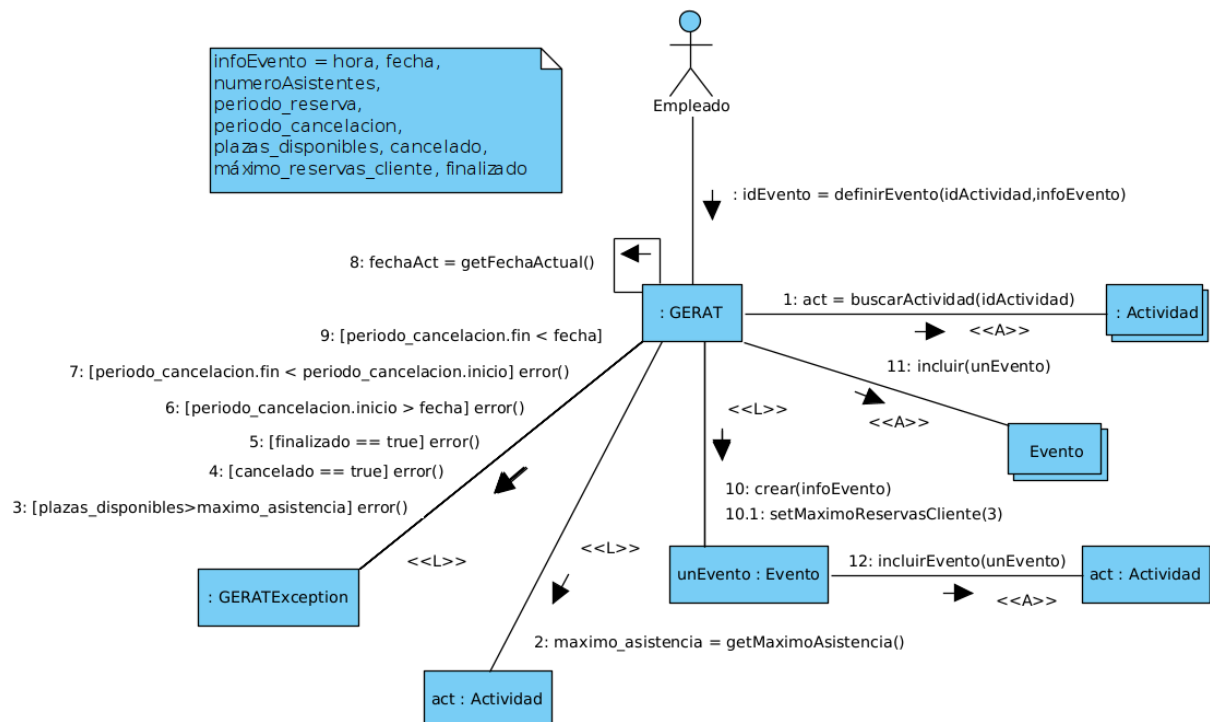 infoEvento = hora, fecha,
numeroAsistentes,
periodo_reserva,
periodo_cancelacion,
plazas_disponibles, cancelado,
máximo_reservas_cliente, finalizado
Empleado
: idEvento = definirEvento(idActividad,infoEvento)
8: fechaAct = getFechaActual()
: GERAT
1: act = buscarActividad(idActividad)
<<A>>
: Actividad
9: [periodo_cancelacion.fin < fecha]
7: [periodo_cancelacion.fin < periodo_cancelacion.inicio] error()
6: [periodo_cancelacion.inicio > fecha] error()
5: [finalizado == true] error()
4: [cancelado == true] error()
3: [plazas_disponibles>maximo_asistencia] error()
<<L>>
: GERATException
11: incluir(unEvento)
<<A>>
Evento
<<L>>
10: crear(infoEvento)
10.1: setMaximoReservasCliente(3)
<<L>>
unEvento : Evento
12: incluirEvento(unEvento)
<<A>>
act : Actividad
2: maximo_asistencia = getMaximoAsistencia()
act : Actividad